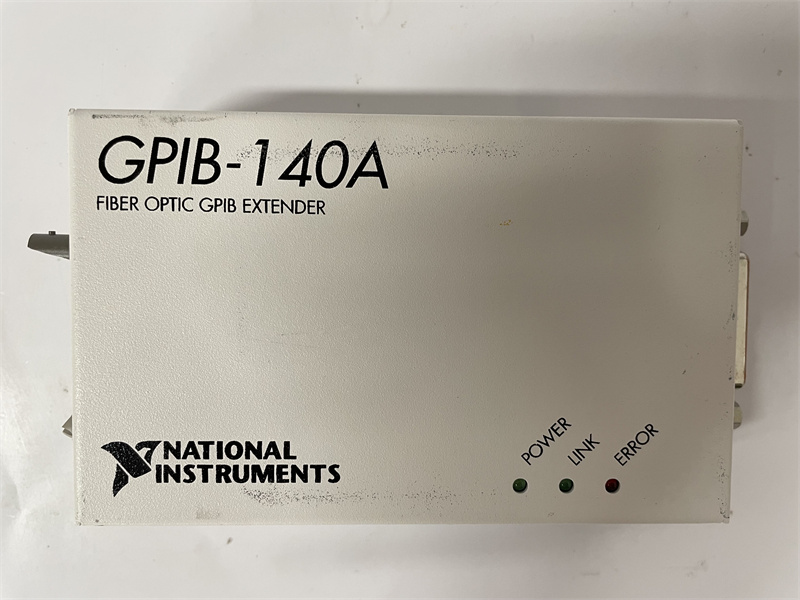 GPIB-140A
FIBER OPTIC GPIB EXTENDER
NATIONAL
INSTRUMENTS
POWER
LINK
ERROR